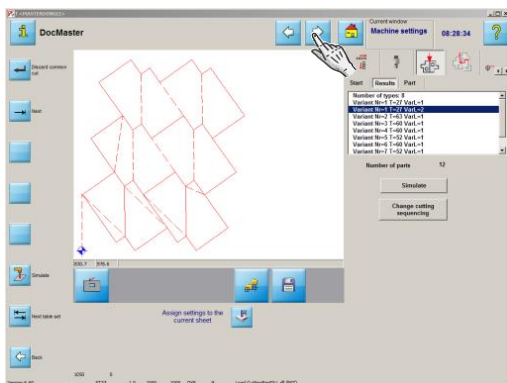 DocMaster
Current window
Machine settings
08:28:34
Discard common
cut
Next
Start Results Part
Number of types: 8
Variant Nr=1 T=27 VarL=1
Variant Nr=1 T=27 VarL=2
Variant Nr=2 T=63 VarL=1
Variant Nr=3 T=60 VarL=1
Variant Nr=4 T=60 VarL=1
Variant Nr=5 T=52 VarL=1
Variant Nr=6 T=60 VarL=1
Variant Nr=7 T=52 VarL=1
Number of parts 12
Simulate
Change cutting
sequencing
Simulate
Next table set
Assign settings to the
current sheet
Back